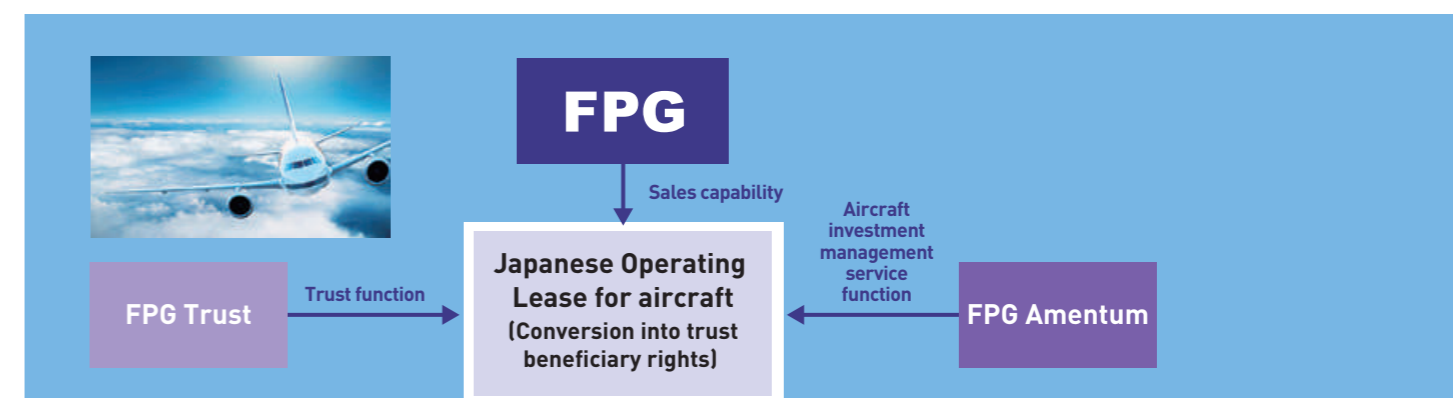 FPG
Sales capability
Aircraft
investment
management
service
function
FPG Trust
Trust function
Japanese Operating
Lease for aircraft
(Conversion into trust
beneficiary rights)
FPG Amentum